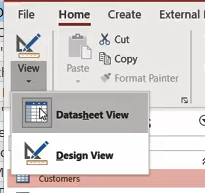 File Home Create External
View
Paste
Cut
Copy
Format Painter
Datasheet View
Design View
Customers